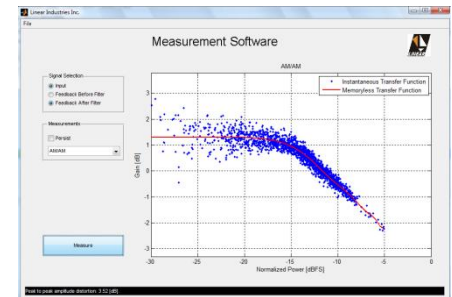 Linear Industries Inc.
File
Measurement Software
Signal Selection
Input
Feedback Before Filter
Feedback After Filter
Measurements
Persist
AM/AM
Measure
AM/AM
Instantaneous Transfer Function
Memoryless Transfer Function
Gain [dB]
3
2
1
0
-1
-2
-3
-30 -25 -20 -15 -10 -5 0
Normalized Power [dBFS]
Peak to peak amplitude distortion: 3.52 [dB]